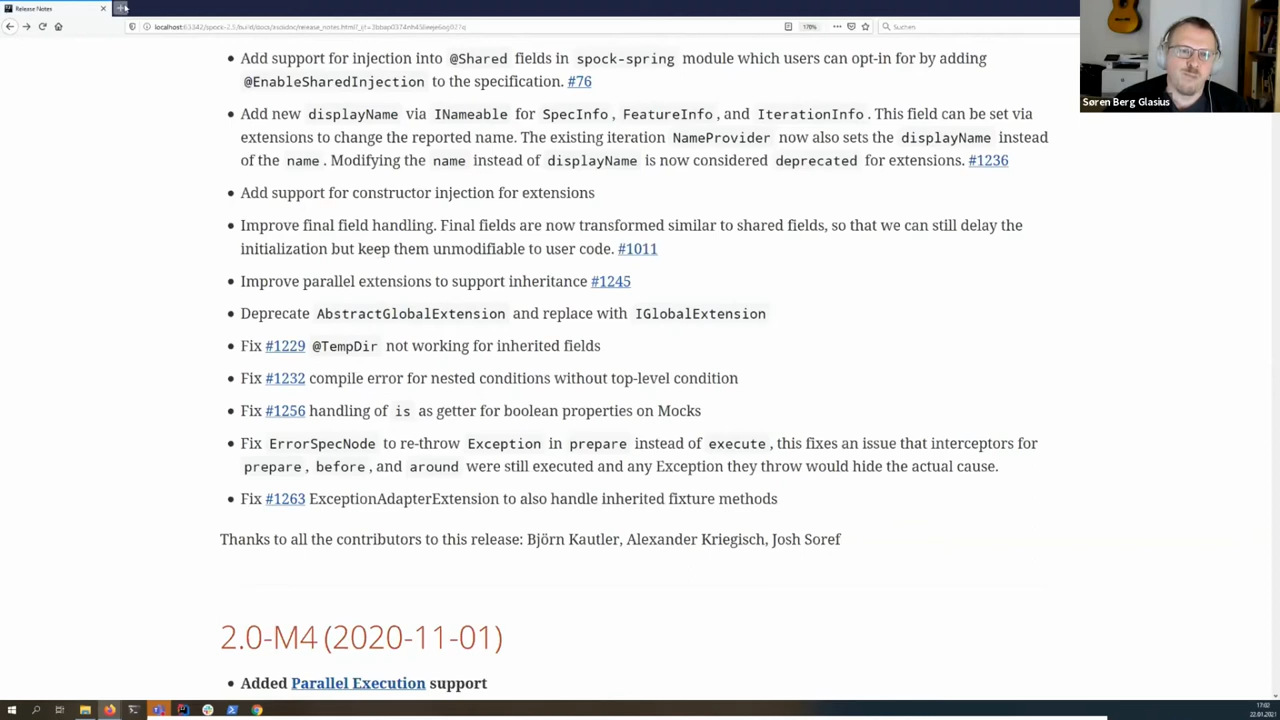 Release Notes
Suchen
170%
Søren Berg Glasius
Add support for injection into @Shared fields in spock-spring module which users can opt-in for by adding
@EnableSharedInjection to the specification. #76
Add new displayName via INameable for SpecInfo, FeatureInfo, and IterationInfo. This field can be set via
extensions to change the reported name. The existing iteration NameProvider now also sets the displayName instead
of the name. Modifying the name instead of displayName is now considered deprecated for extensions. #1236
Add support for constructor injection for extensions
Improve final field handling. Final fields are now transformed similar to shared fields, so that we can still delay the
initialization but keep them unmodifiable to user code. #1011
Improve parallel extensions to support inheritance #1245
Deprecate AbstractGlobalExtension and replace with IGlobalExtension
Fix #1229 @TempDir not working for inherited fields
Fix #1232 compile error for nested conditions without top-level condition
Fix #1256 handling of is as getter for boolean properties on Mocks
Fix ErrorSpecNode to re-throw Exception in prepare instead of execute, this fixes an issue that interceptors for
prepare, before, and around were still executed and any Exception they throw would hide the actual cause.
Fix #1263 ExceptionAdapterExtension to also handle inherited fixture methods
Thanks to all the contributors to this release: Björn Kautler, Alexander Kriegisch, Josh Soref
2.0-M4 (2020-11-01)
Added Parallel Execution support
17:02
22.01.2021